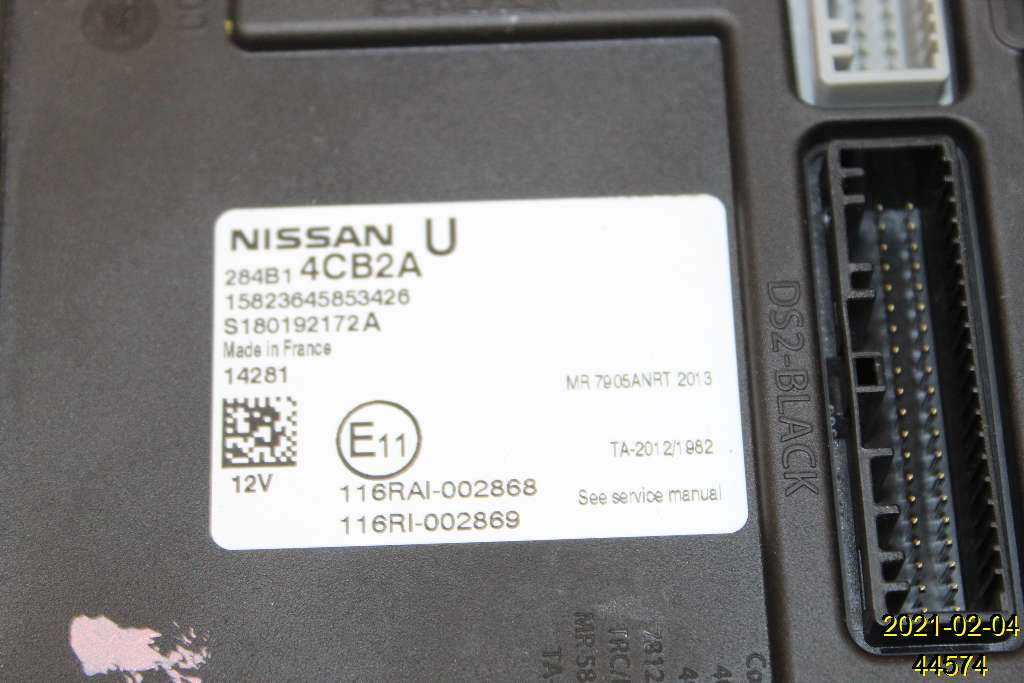 NISSAN U
284B1 4CB2A
15823645853426
S180192172A
Made in France
14281
MR 7905ANRT 2013
E11
TA-2012/1982
12V
116RAI-002868
See service manual
116RI-002869
DS2-BLACK
2021-02-04
44574